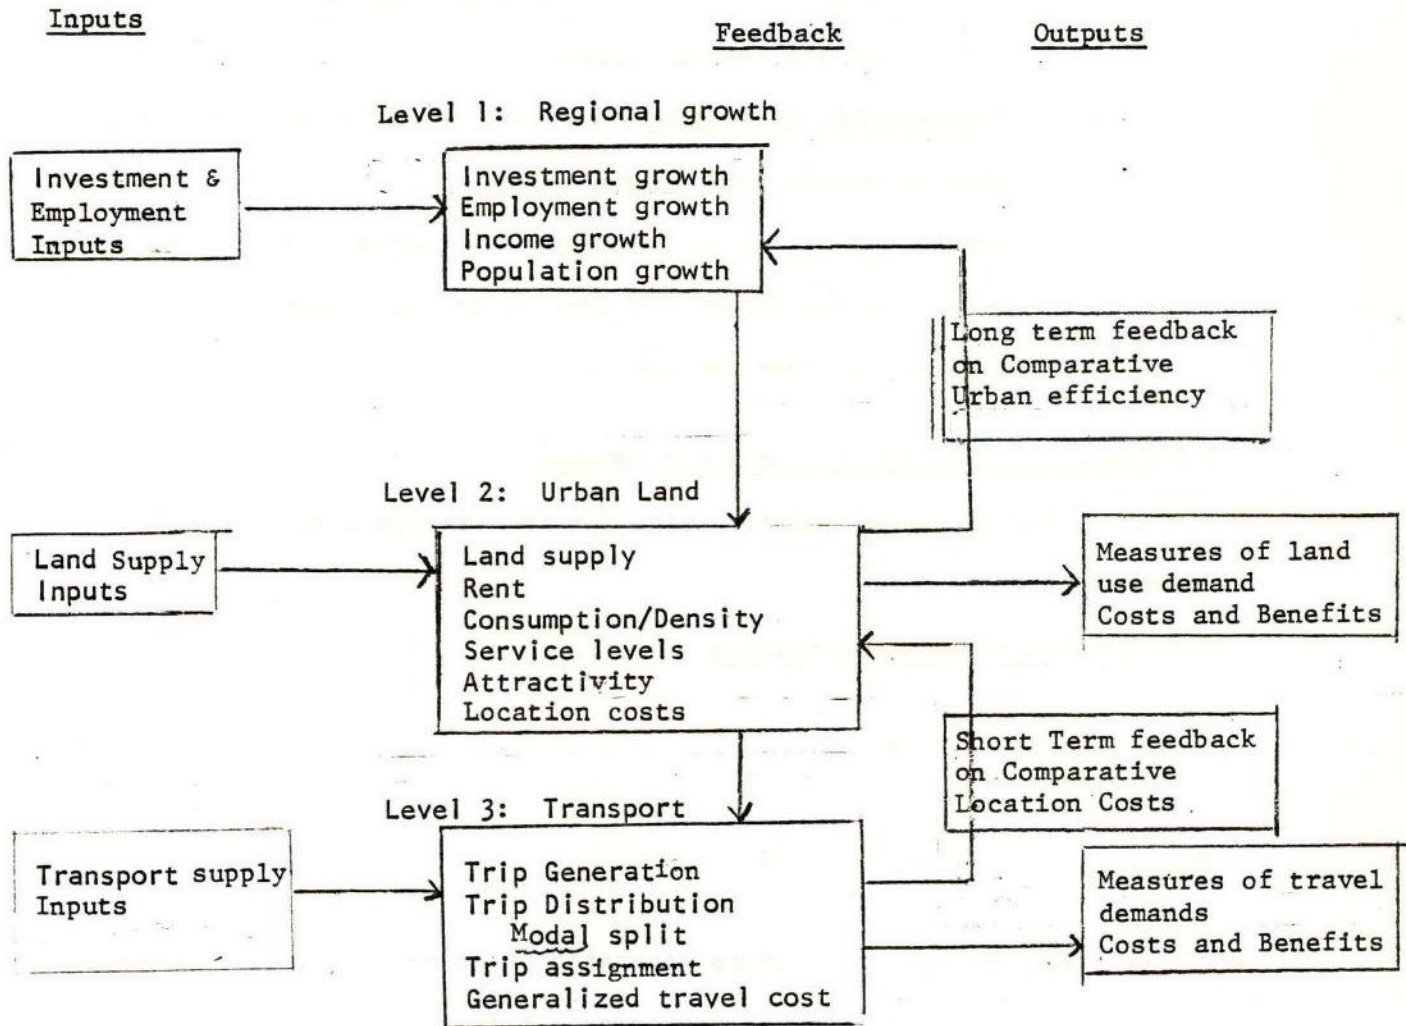 Inputs
Feedback
Outputs
Level 1: Regional growth
Investment &
Employment
Inputs
Investment growth
Employment growth
Income growth
Population growth
Long term feedback
on Comparative
Urban efficiency
Level 2: Urban Land
Land Supply
Inputs
Land supply
Rent
Consumption/Density
Service levels
Attractivity
Location costs
Measures of land
use demand
Costs and Benefits
Short Term feedback
on Comparative
Location Costs
Level 3: Transport
Transport supply
Inputs
Trip Generation
Trip Distribution
Modal split
Trip assignment
Generalized travel cost
Measures of travel
demands
Costs and Benefits